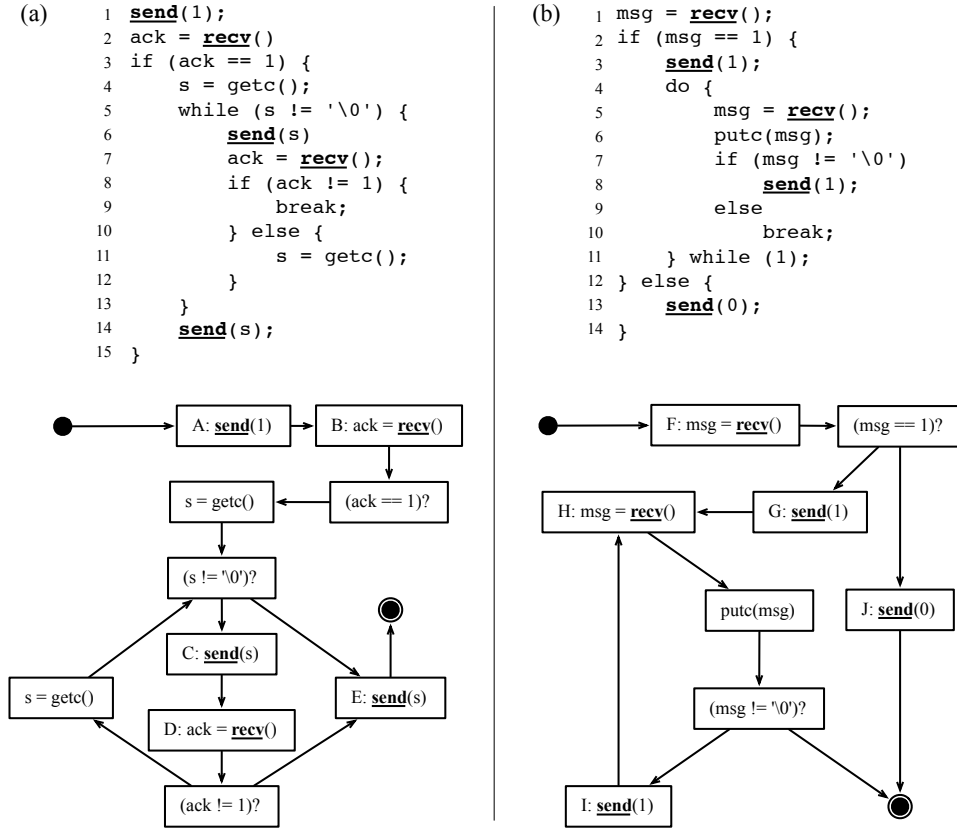 (a)
1 send(1);
2 ack = recv()
3 if (ack == 1) {
4 s = getc();
5 while (s != '\0') {
6 send(s)
7 ack = recv();
8 if (ack != 1) {
9 break;
10 } else {
11 s = getc();
12 }
13 }
14 send(s);
15 }
A: send(1)
B: ack = recv()
s = getc()
(ack == 1)?
(s != '\0')?
C: send(s)
s = getc()
E: send(s)
D: ack = recv()
(ack != 1)?
(b)
1 msg = recv();
2 if (msg == 1) {
3 send(1);
4 do {
5 msg = recv();
6 putc(msg);
7 if (msg != '\0')
8 send(1);
9 else
10 break;
11 } while (1);
12 } else {
13 send(0);
14 }
F: msg = recv()
(msg == 1)?
H: msg = recv()
G: send(1)
putc(msg)
J: send(0)
(msg != '\0')?
I: send(1)